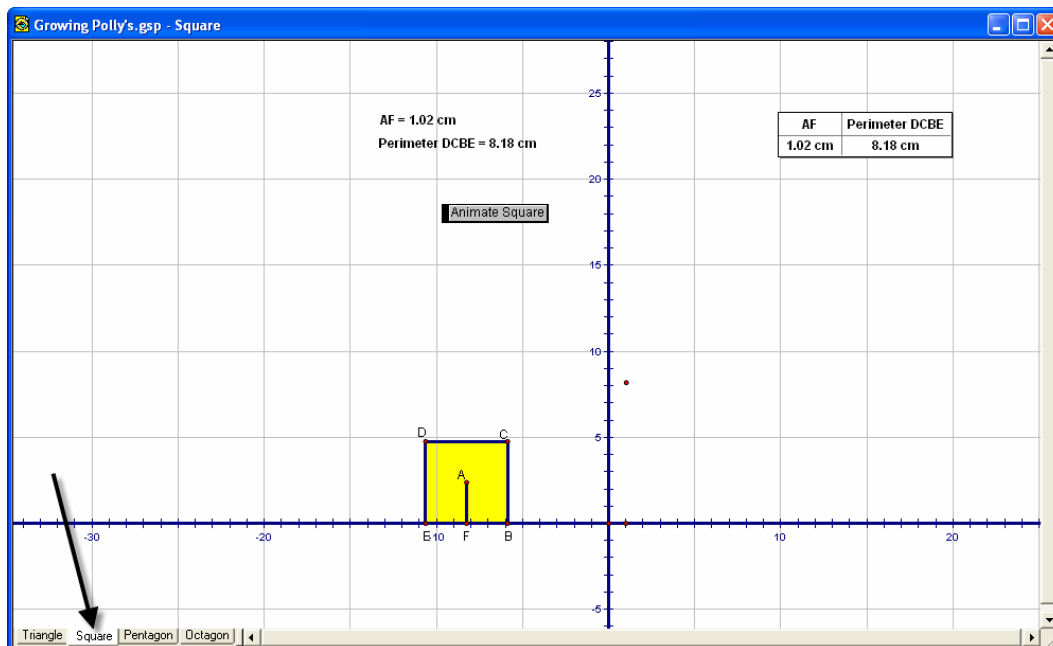 Growing Polly's.gsp - Square
25
AF = 1.02 cm
Perimeter DCBE = 8.18 cm
AF Perimeter DCBE
1.02 cm 8.18 cm
20
Animate Square
15
10
5
D C
A
-30 -20 E -10 F B 10 20
-5
Triangle Square Pentagon Octagon